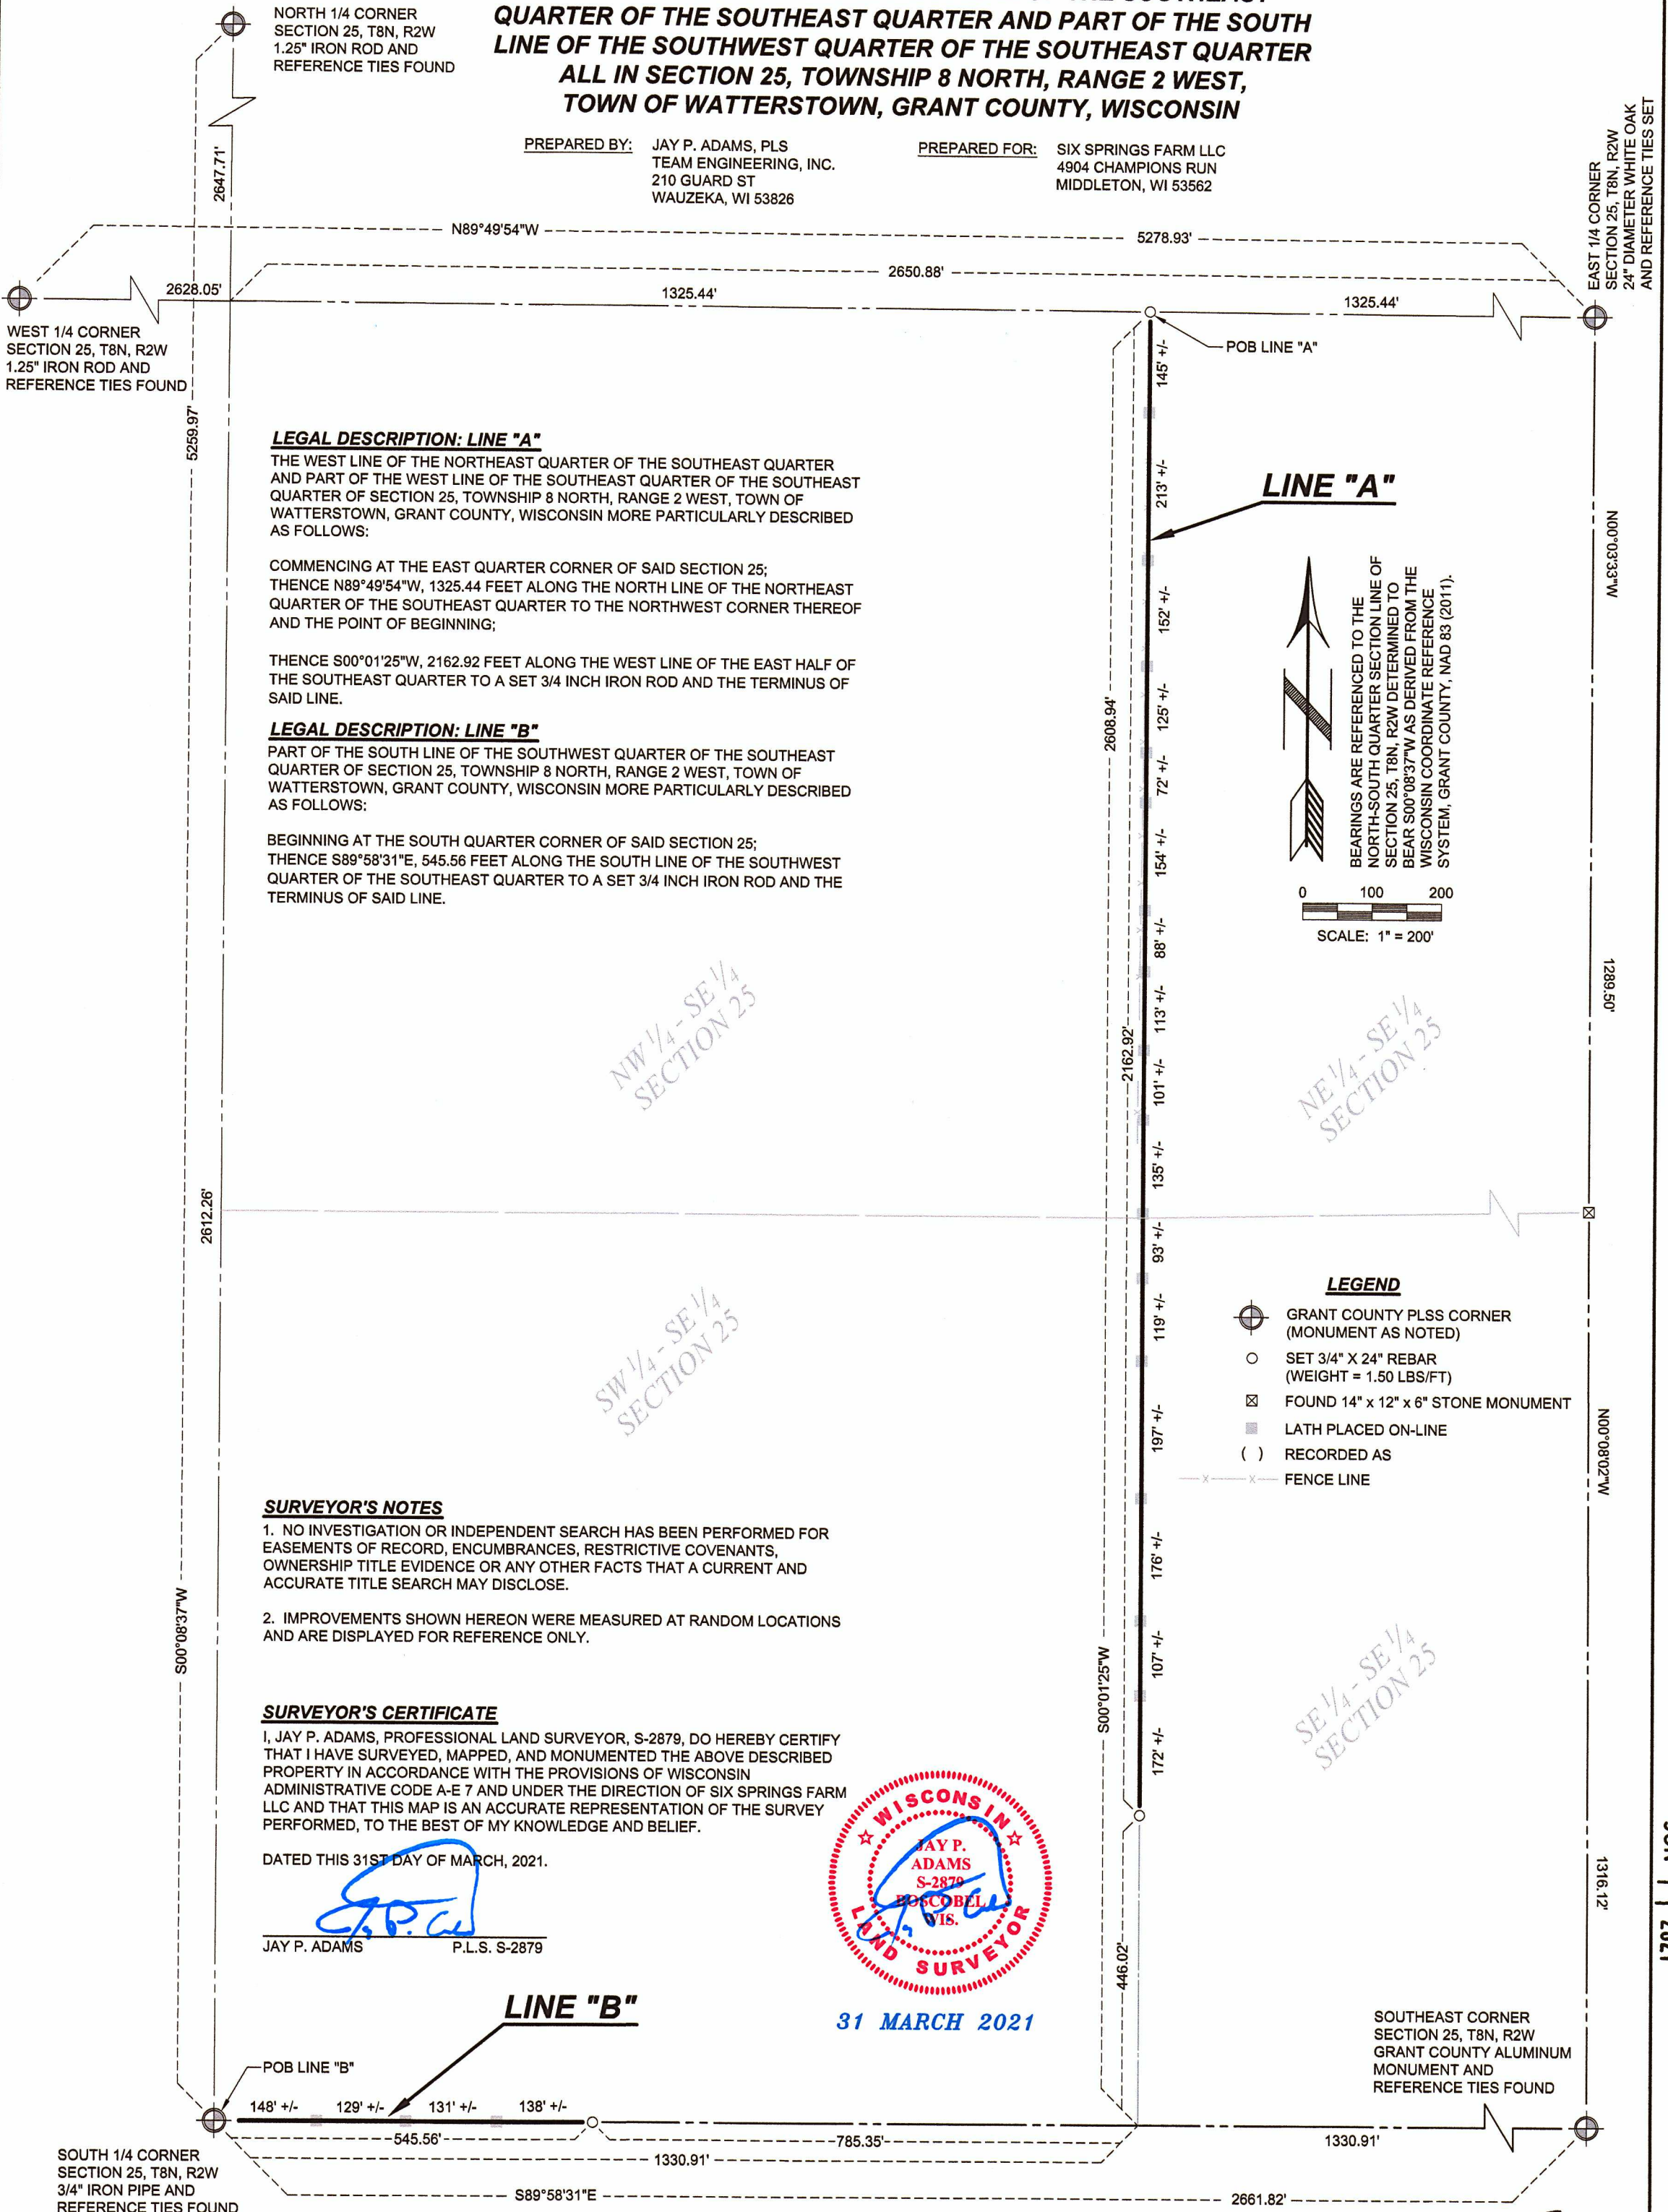 QUARTER OF THE SOUTHEAST QUARTER AND PART OF THE SOUTH
LINE OF THE SOUTHWEST QUARTER OF THE SOUTHEAST QUARTER
ALL IN SECTION 25, TOWNSHIP 8 NORTH, RANGE 2 WEST,
TOWN OF WATTERSTOWN, GRANT COUNTY, WISCONSIN
NORTH 1/4 CORNER
SECTION 25, T8N, R2W
1.25" IRON ROD AND
REFERENCE TIES FOUND
PREPARED BY:
JAY P. ADAMS, PLS
TEAM ENGINEERING, INC.
210 GUARD ST
WAUZEKA, WI 53826
PREPARED FOR:
SIX SPRINGS FARM LLC
4904 CHAMPIONS RUN
MIDDLETON, WI 53562
EAST 1/4 CORNER
SECTION 25, T8N, R2W
24" DIAMETER WHITE OAK
AND REFERENCE TIES SET
2647.71'
N89°49'54"W
5278.93'
2650.88'
2628.05'
1325.44'
1325.44'
WEST 1/4 CORNER
SECTION 25, T8N, R2W
1.25" IRON ROD AND
REFERENCE TIES FOUND
POB LINE "A"
5259.97'
LEGAL DESCRIPTION: LINE "A"
THE WEST LINE OF THE NORTHEAST QUARTER OF THE SOUTHEAST QUARTER
AND PART OF THE WEST LINE OF THE SOUTHEAST QUARTER OF THE SOUTHEAST
QUARTER OF SECTION 25, TOWNSHIP 8 NORTH, RANGE 2 WEST, TOWN OF
WATTERSTOWN, GRANT COUNTY, WISCONSIN MORE PARTICULARLY DESCRIBED
AS FOLLOWS:
COMMENCING AT THE EAST QUARTER CORNER OF SAID SECTION 25;
THENCE N89°49'54"W, 1325.44 FEET ALONG THE NORTH LINE OF THE NORTHEAST
QUARTER OF THE SOUTHEAST QUARTER TO THE NORTHWEST CORNER THEREOF
AND THE POINT OF BEGINNING;
THENCE S00°01'25"W, 2162.92 FEET ALONG THE WEST LINE OF THE EAST HALF OF
THE SOUTHEAST QUARTER TO A SET 3/4 INCH IRON ROD AND THE TERMINUS OF
SAID LINE.
LEGAL DESCRIPTION: LINE "B"
PART OF THE SOUTH LINE OF THE SOUTHWEST QUARTER OF THE SOUTHEAST
QUARTER OF SECTION 25, TOWNSHIP 8 NORTH, RANGE 2 WEST, TOWN OF
WATTERSTOWN, GRANT COUNTY, WISCONSIN MORE PARTICULARLY DESCRIBED
AS FOLLOWS:
BEGINNING AT THE SOUTH QUARTER CORNER OF SAID SECTION 25;
THENCE S89°58'31"E, 545.56 FEET ALONG THE SOUTH LINE OF THE SOUTHWEST
QUARTER OF THE SOUTHEAST QUARTER TO A SET 3/4 INCH IRON ROD AND THE
TERMINUS OF SAID LINE.
LINE "A"
145' +/-
213' +/-
152' +/-
125' +/-
72' +/-
154' +/-
88' +/-
113' +/-
101' +/-
135' +/-
93' +/-
119' +/-
197' +/-
176' +/-
107' +/-
172' +/-
2608.94'
2162.92'
S00°01'25"W
446.02'
BEARINGS ARE REFERENCED TO THE
NORTH-SOUTH QUARTER SECTION LINE OF
SECTION 25, T8N, R2W DETERMINED TO
BEAR S00°08'37"W AS DERIVED FROM THE
WISCONSIN COORDINATE REFERENCE
SYSTEM, GRANT COUNTY, NAD 83 (2011).
0 100 200
SCALE: 1" = 200'
N00°03'33"W
1289.50'
NW 1/4 - SE 1/4
SECTION 25
NE 1/4 - SE 1/4
SECTION 25
2612.26'
SW 1/4 - SE 1/4
SECTION 25
SE 1/4 - SE 1/4
SECTION 25
LEGEND
GRANT COUNTY PLSS CORNER
(MONUMENT AS NOTED)
SET 3/4" X 24" REBAR
(WEIGHT = 1.50 LBS/FT)
FOUND 14" x 12" x 6" STONE MONUMENT
LATH PLACED ON-LINE
( ) RECORDED AS
X X FENCE LINE
N00°08'02"W
1316.12'
S00°08'37"W
SURVEYOR'S NOTES
1. NO INVESTIGATION OR INDEPENDENT SEARCH HAS BEEN PERFORMED FOR
EASEMENTS OF RECORD, ENCUMBRANCES, RESTRICTIVE COVENANTS,
OWNERSHIP TITLE EVIDENCE OR ANY OTHER FACTS THAT A CURRENT AND
ACCURATE TITLE SEARCH MAY DISCLOSE.
2. IMPROVEMENTS SHOWN HEREON WERE MEASURED AT RANDOM LOCATIONS
AND ARE DISPLAYED FOR REFERENCE ONLY.
SURVEYOR'S CERTIFICATE
I, JAY P. ADAMS, PROFESSIONAL LAND SURVEYOR, S-2879, DO HEREBY CERTIFY
THAT I HAVE SURVEYED, MAPPED, AND MONUMENTED THE ABOVE DESCRIBED
PROPERTY IN ACCORDANCE WITH THE PROVISIONS OF WISCONSIN
ADMINISTRATIVE CODE A-E 7 AND UNDER THE DIRECTION OF SIX SPRINGS FARM
LLC AND THAT THIS MAP IS AN ACCURATE REPRESENTATION OF THE SURVEY
PERFORMED, TO THE BEST OF MY KNOWLEDGE AND BELIEF.
DATED THIS 31ST DAY OF MARCH, 2021.
JAY P. ADAMS P.L.S. S-2879
WISCONSIN
JAY P.
ADAMS
S-2879
BOSCOBEL
WIS.
LAND SURVEYOR
31 MARCH 2021
LINE "B"
POB LINE "B"
148' +/- 129' +/- 131' +/- 138' +/-
545.56'
785.35'
1330.91'
1330.91'
S89°58'31"E
2661.82'
SOUTHEAST CORNER
SECTION 25, T8N, R2W
GRANT COUNTY ALUMINUM
MONUMENT AND
REFERENCE TIES FOUND
SOUTH 1/4 CORNER
SECTION 25, T8N, R2W
3/4" IRON PIPE AND
REFERENCE TIES FOUND